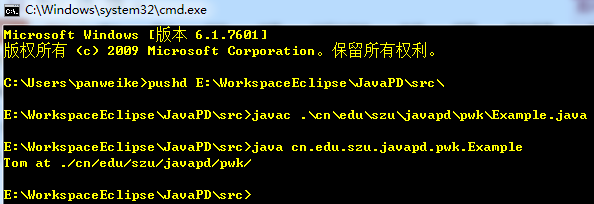 C:\Windows\system32\cmd.exe
Microsoft Windows [版本 6.1.7601]
版权所有 (c) 2009 Microsoft Corporation。保留所有权利。
C:\Users\panweike>pushd E:\WorkspaceEclipse\JavaPD\src\
E:\WorkspaceEclipse\JavaPD\src>javac .\cn\edu\szu\javapd\pwk\Example.java
E:\WorkspaceEclipse\JavaPD\src>java cn.edu.szu.javapd.pwk.Example
Tom at ./cn/edu/szu/javapd/pwk/
E:\WorkspaceEclipse\JavaPD\src>